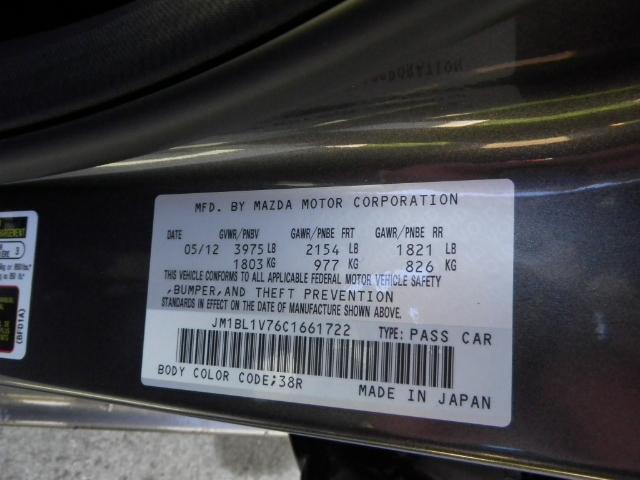 MFD. BY MAZDA MOTOR CORPORATION
DATE GVWR/PNBV GAWR/PNBE FRT GAWR/PNBE RR
05/12 3975 LB 2154 LB 1821 LB
1803 KG 977 KG 826 KG
THIS VEHICLE CONFORMS TO ALL APPLICABLE FEDERAL MOTOR VEHICLE SAFETY
,BUMPER,AND THEFT PREVENTION
STANDARDS IN EFFECT ON THE DATE OF MANUFACTURE SHOWN ABOVE.
JM1BL1V76C1661722 TYPE: PASS CAR
BODY COLOR CODE;38R
MADE IN JAPAN
(BFD1A)